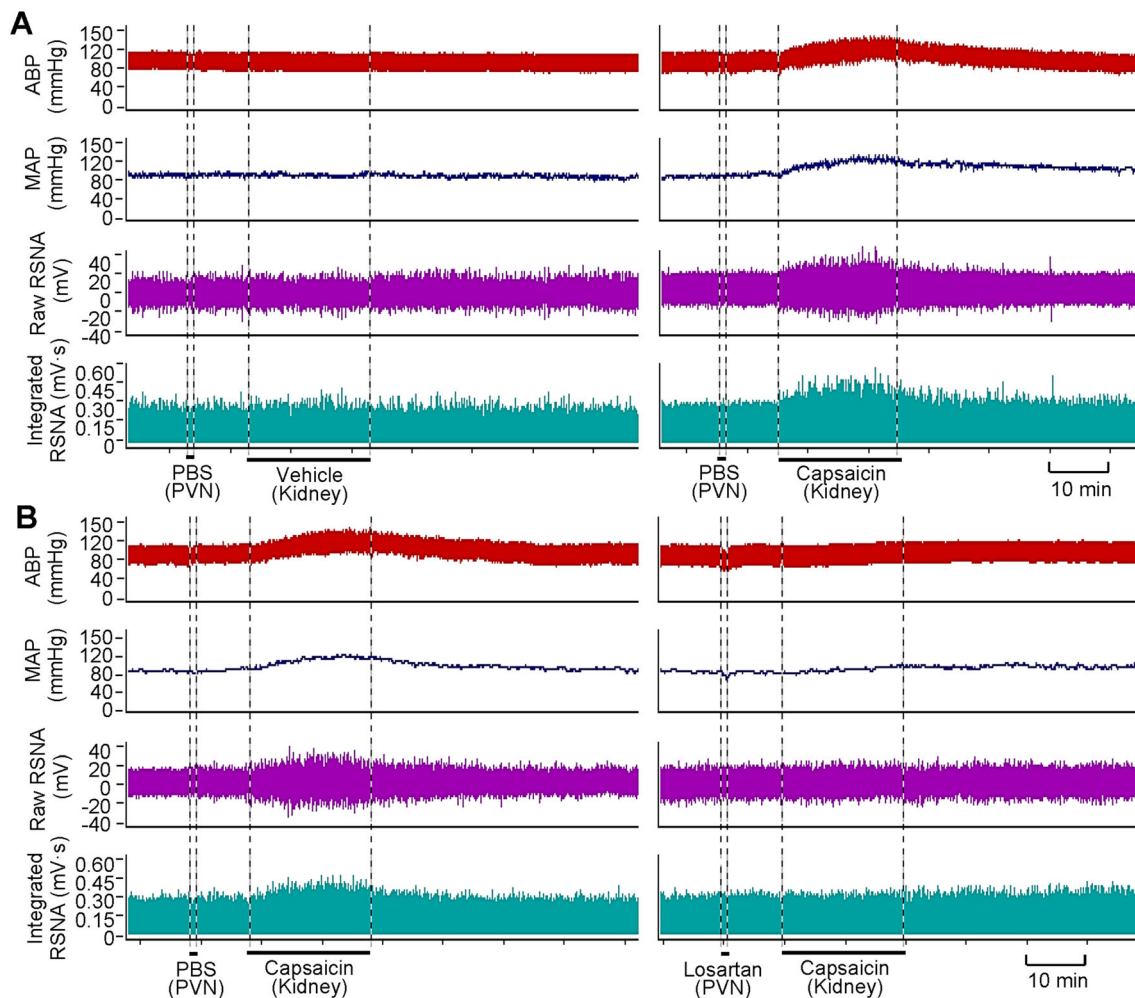 A
ABP
(mmHg)
150
120
80
40
0
MAP
(mmHg)
150
120
80
40
0
Raw RSNA
(mV)
40
20
0
-20
-40
Integrated
RSNA (mV·s)
0.60
0.45
0.30
0.15
0
PBS
(PVN)
Vehicle
(Kidney)
PBS
(PVN)
Capsaicin
(Kidney)
10 min
B
ABP
(mmHg)
150
120
80
40
0
MAP
(mmHg)
150
120
80
40
0
Raw RSNA
(mV)
40
20
0
-20
-40
Integrated
RSNA (mV·s)
0.60
0.45
0.30
0.15
0
PBS
(PVN)
Capsaicin
(Kidney)
Losartan
(PVN)
Capsaicin
(Kidney)
10 min